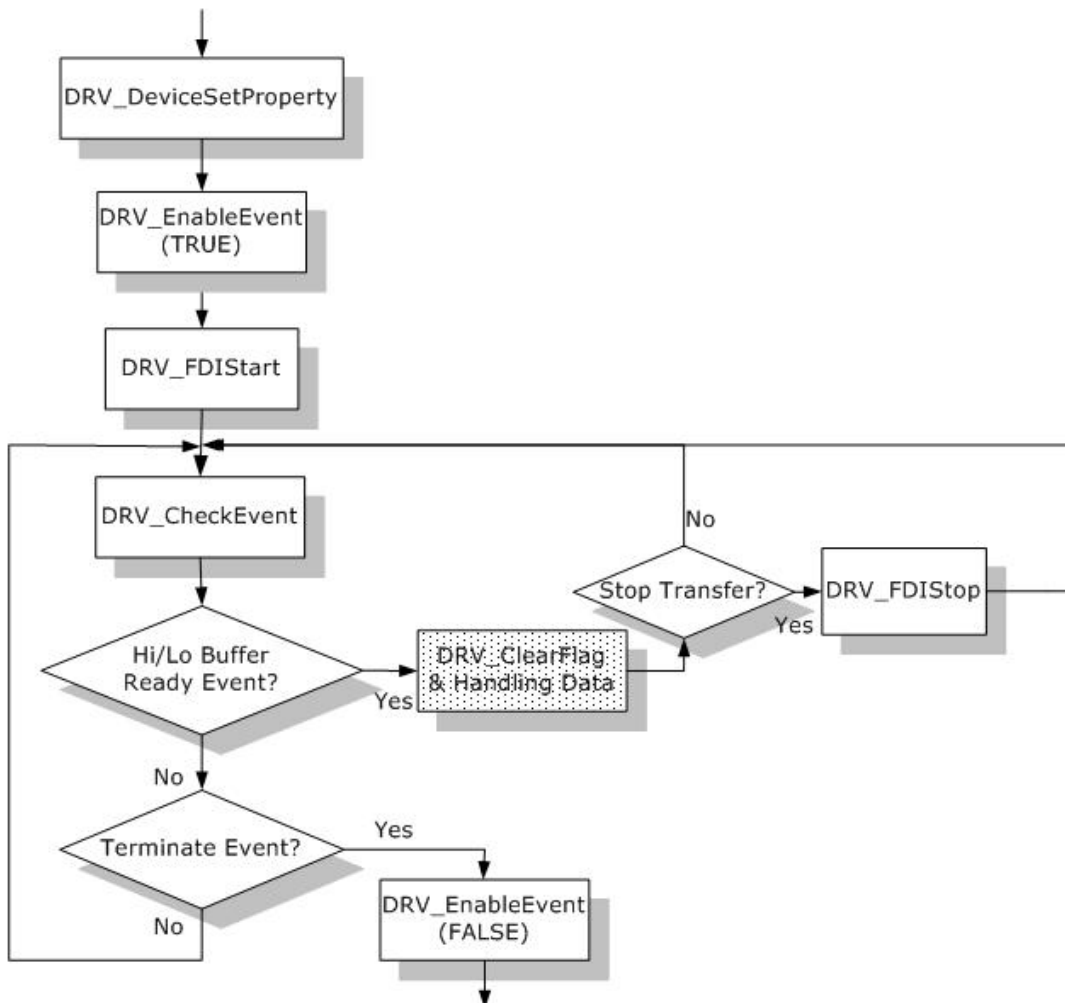 DRV_DeviceSetProperty
DRV_EnableEvent
(TRUE)
DRV_FDIStart
DRV_CheckEvent
No
Stop Transfer?
Yes
DRV_FDIStop
Hi/Lo Buffer
Ready Event?
Yes
DRV_ClearFlag
& Handling Data
No
Terminate Event?
Yes
No
DRV_EnableEvent
(FALSE)